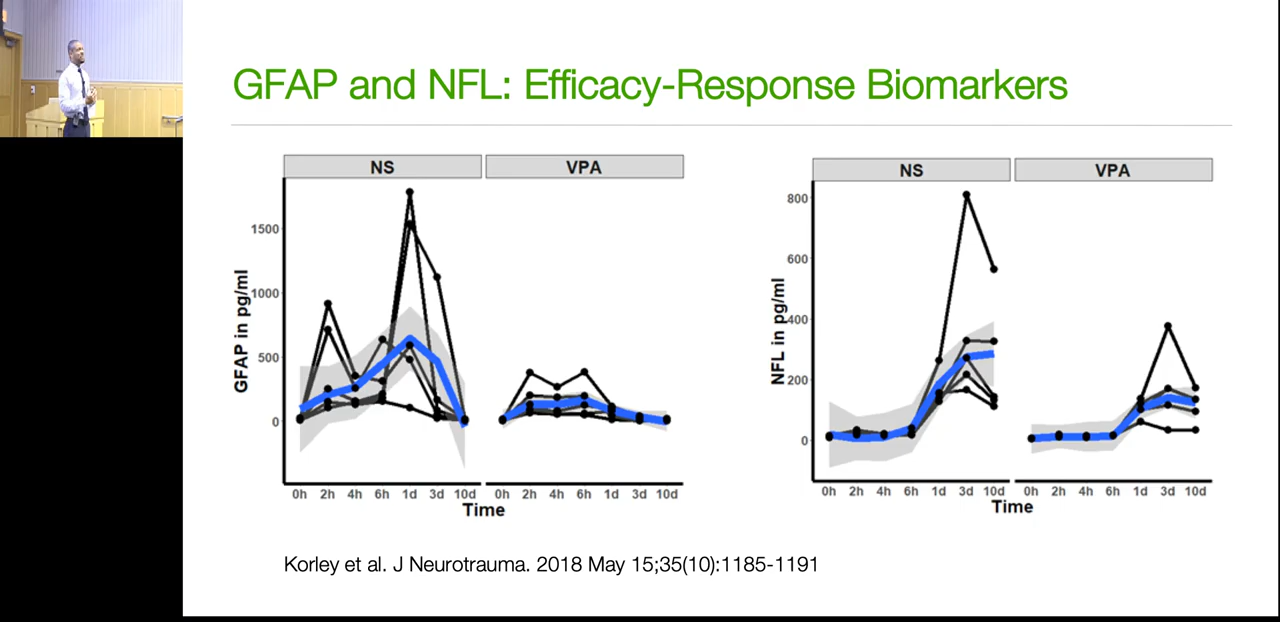 GFAP and NFL: Efficacy-Response Biomarkers
NS VPA
GFAP in pg/ml
1500
1000
500
0
0h 2h 4h 6h 1d 3d 10d 0h 2h 4h 6h 1d 3d 10d
Time
NS VPA
NFL in pg/ml
800
600
400
200
0
0h 2h 4h 6h 1d 3d 10d 0h 2h 4h 6h 1d 3d 10d
Time
Korley et al. J Neurotrauma. 2018 May 15;35(10):1185-1191